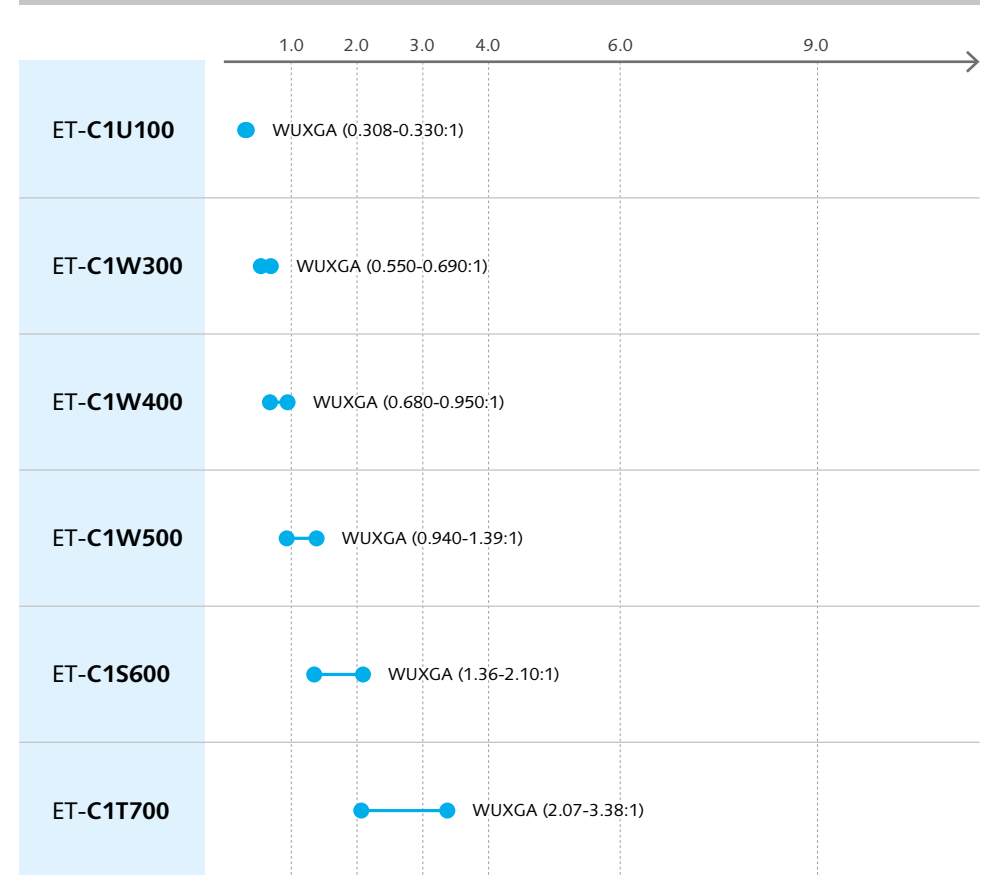 1.0 2.0 3.0 4.0 6.0 9.0
ET-C1U100 WUXGA (0.308-0.330:1)
ET-C1W300 WUXGA (0.550-0.690:1)
ET-C1W400 WUXGA (0.680-0.950:1)
ET-C1W500 WUXGA (0.940-1.39:1)
ET-C1S600 WUXGA (1.36-2.10:1)
ET-C1T700 WUXGA (2.07-3.38:1)